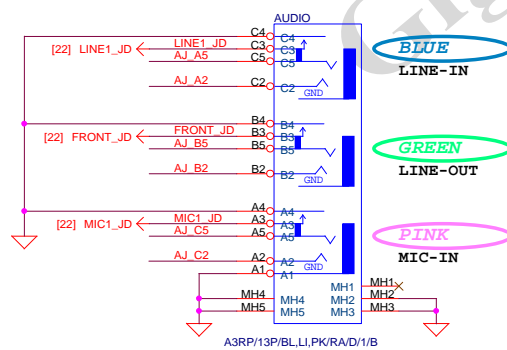 AUDIO
C4 C4
[22] LINE1_JD LINE1_JD C3 C3
AJ_A5 C5 C5
AJ_A2 C2 C2
GND
BLUE
LINE-IN
B4 B4
[22] FRONT_JD FRONT_JD B3 B3
AJ_B5 B5 B5
AJ_B2 B2 B2
GND
GREEN
LINE-OUT
A4 A4
[22] MIC1_JD MIC1_JD A3 A3
AJ_C5 A5 A5
AJ_C2 A2 A2
GND
A1 A1
PINK
MIC-IN
MH1 MH1
MH4 MH4 MH2 MH2
MH5 MH5 MH3 MH3
A3RP/13P/BL,LI,PK/RA/D/1/B